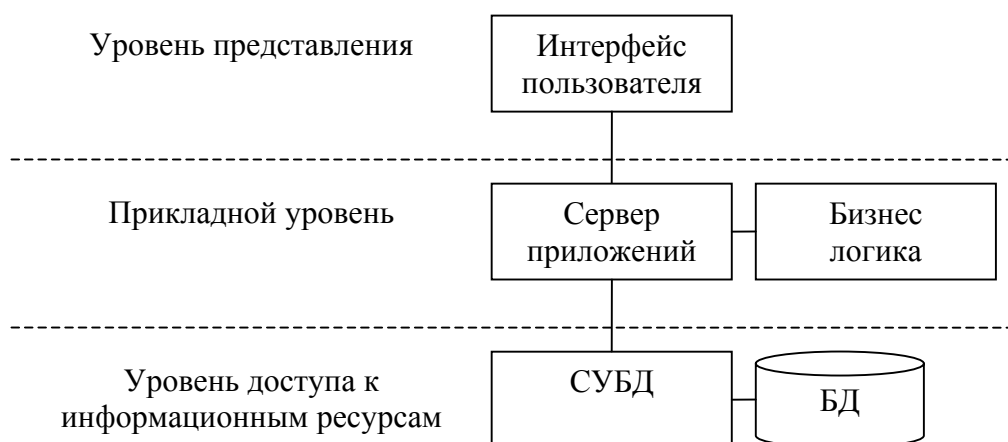 Уровень представления
Интерфейс
пользователя
Прикладной уровень
Сервер
приложений
Бизнес
логика
Уровень доступа к
информационным ресурсам
СУБД
БД